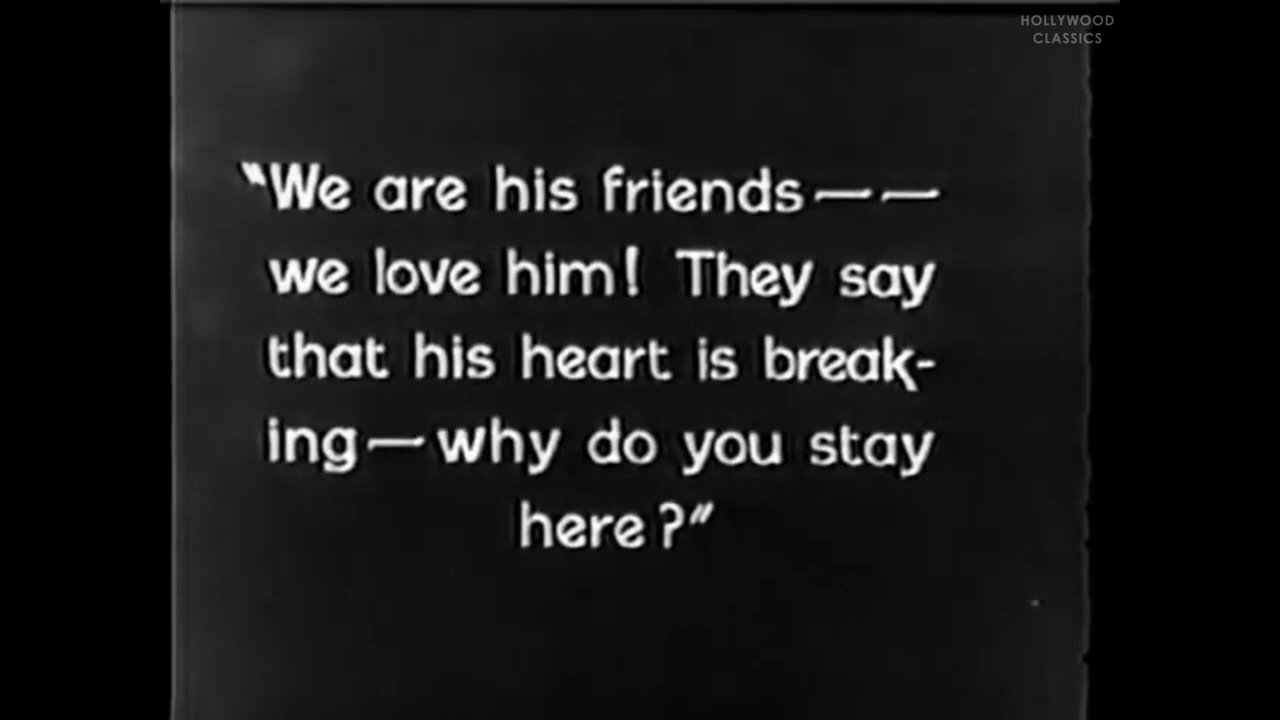 HOLLYWOOD
CLASSICS
"We are his friends——
we love him! They say
that his heart is break-
ing—why do you stay
here?"